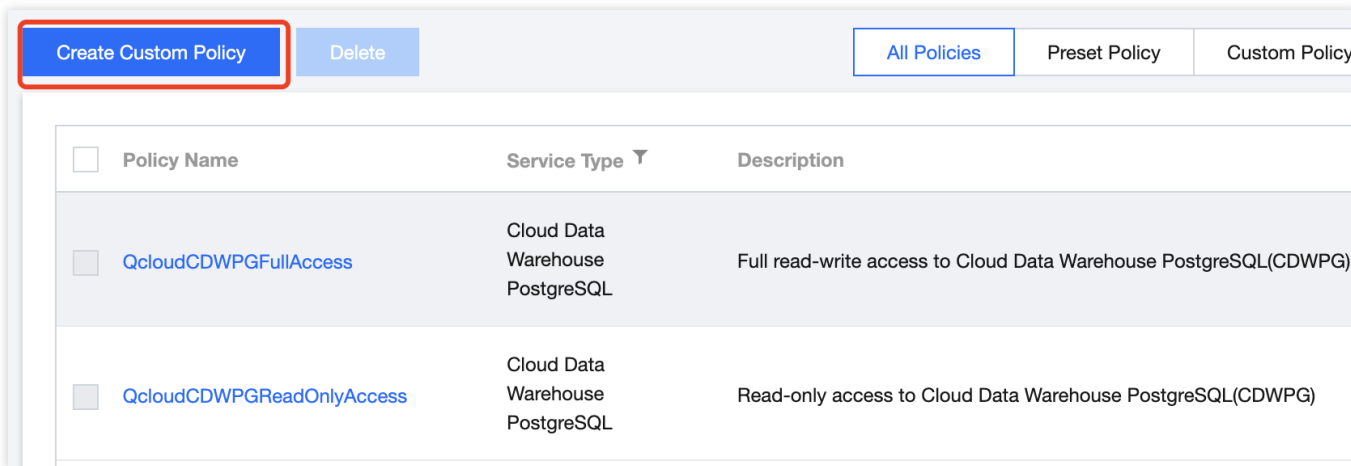 Create Custom Policy
Delete
All Policies
Preset Policy
Custom Policy
Policy Name
Service Type
Description
QcloudCDWPGFullAccess
Cloud Data
Warehouse
PostgreSQL
Full read-write access to Cloud Data Warehouse PostgreSQL(CDWPG)
QcloudCDWPGReadOnlyAccess
Cloud Data
Warehouse
PostgreSQL
Read-only access to Cloud Data Warehouse PostgreSQL(CDWPG)